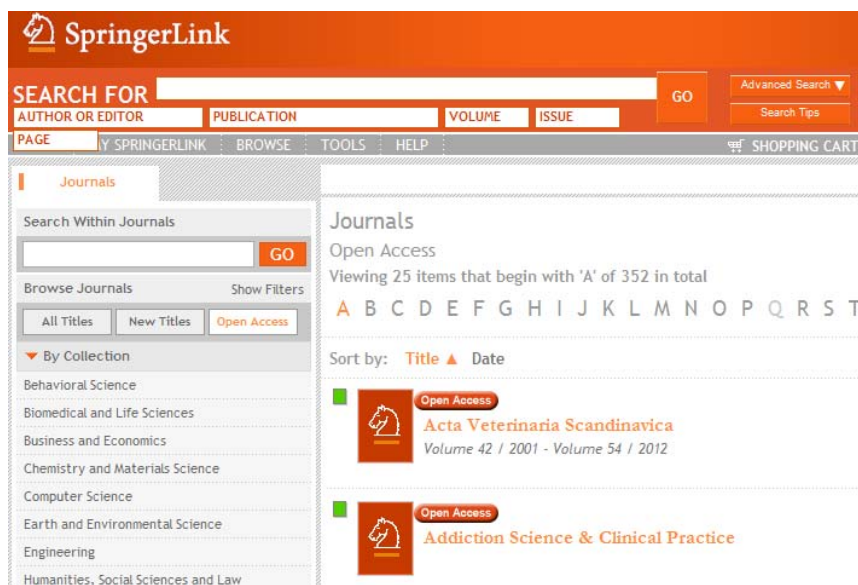 SpringerLink
SEARCH FOR
GO
Advanced Search ▼
Search Tips
AUTHOR OR EDITOR
PUBLICATION
VOLUME
ISSUE
PAGE
SPRINGERLINK
BROWSE
TOOLS
HELP
SHOPPING CART
Journals
Search Within Journals
GO
Browse Journals
Show Filters
All Titles
New Titles
Open Access
By Collection
Behavioral Science
Biomedical and Life Sciences
Business and Economics
Chemistry and Materials Science
Computer Science
Earth and Environmental Science
Engineering
Humanities, Social Sciences and Law
Journals
Open Access
Viewing 25 items that begin with 'A' of 352 in total
A B C D E F G H I J K L M N O P Q R S T
Sort by: Title ▲ Date
Open Access
Acta Veterinaria Scandinavica
Volume 42 / 2001 - Volume 54 / 2012
Open Access
Addiction Science & Clinical Practice